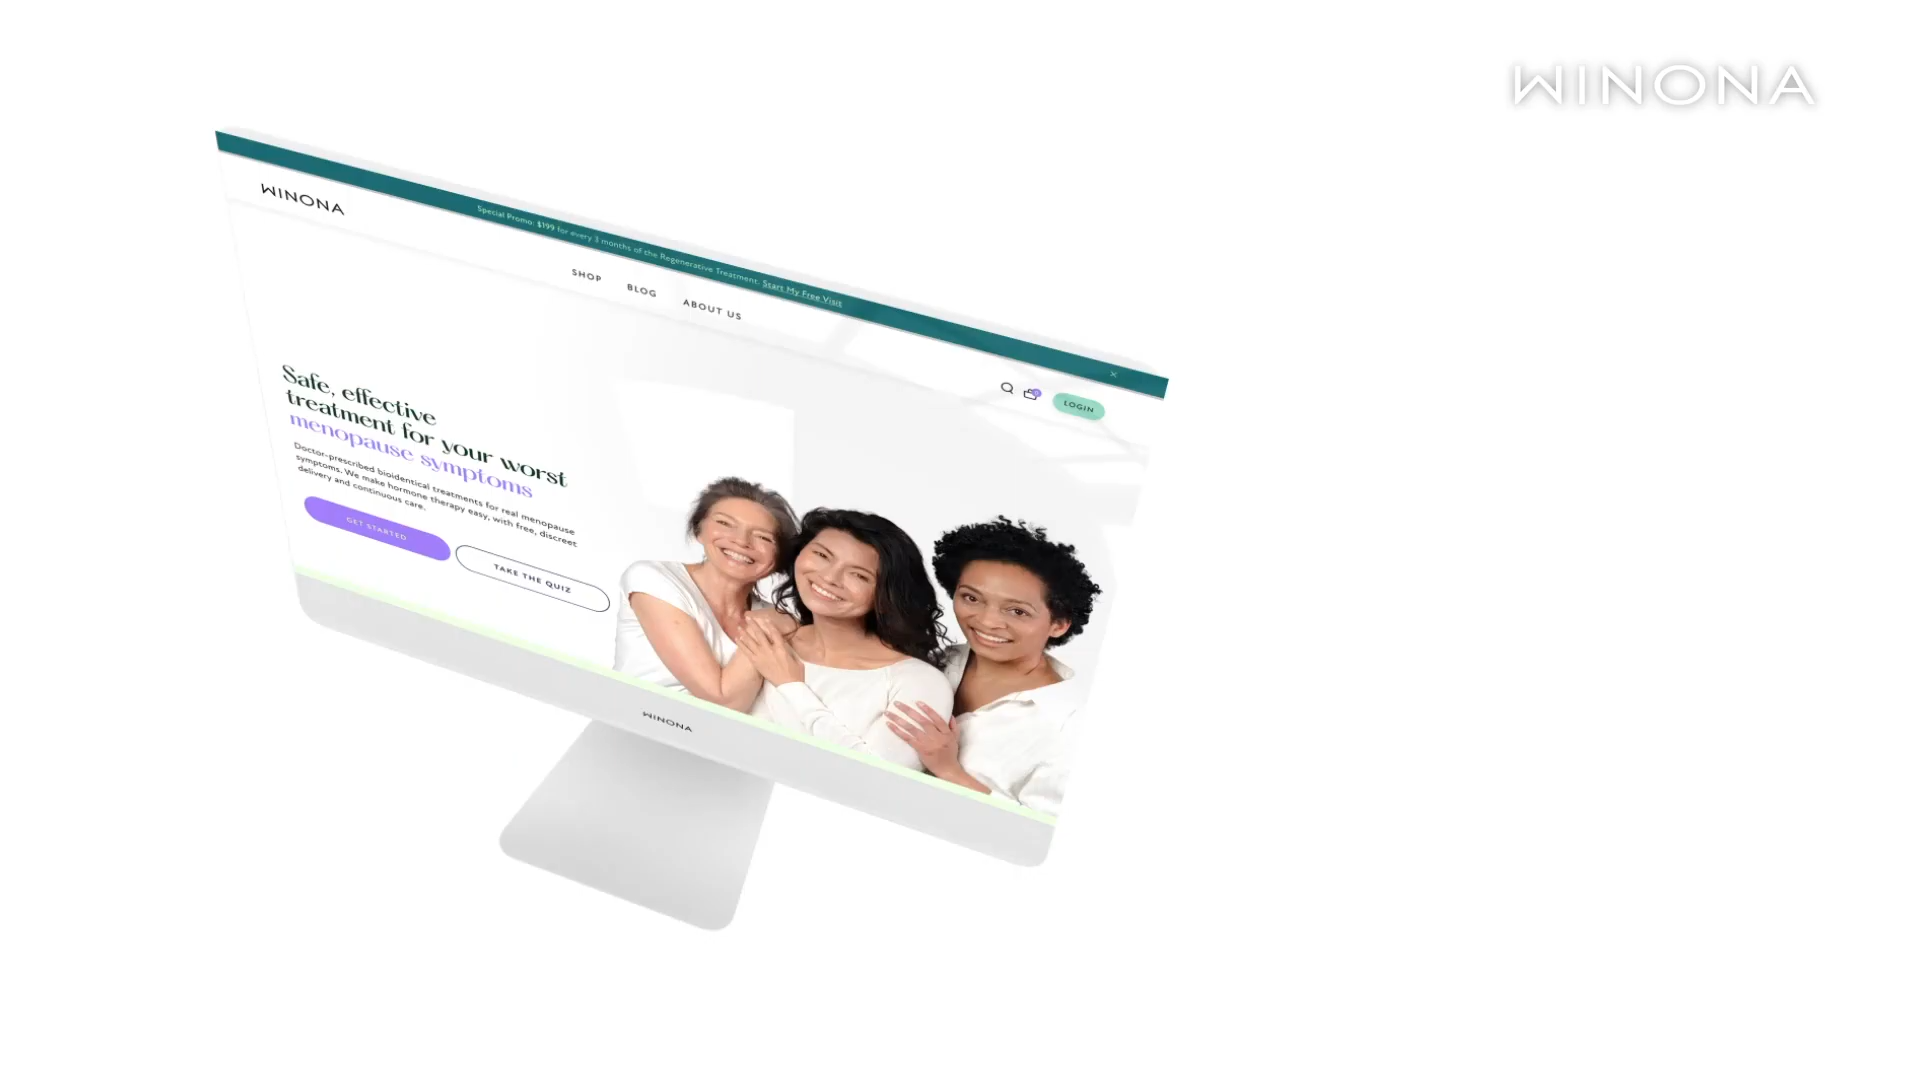 WINONA
Special Promo: $199 for every 3 months of the Regenerative Treatment. Start My Free Visit
WINONA
SHOP
BLOG
ABOUT US
LOGIN
Safe, effective
treatment for your worst
menopause symptoms
Doctor-prescribed bioidentical treatments for real menopause
symptoms. We make hormone therapy easy, with free, discreet
delivery and continuous care.
GET STARTED
TAKE THE QUIZ
WINONA